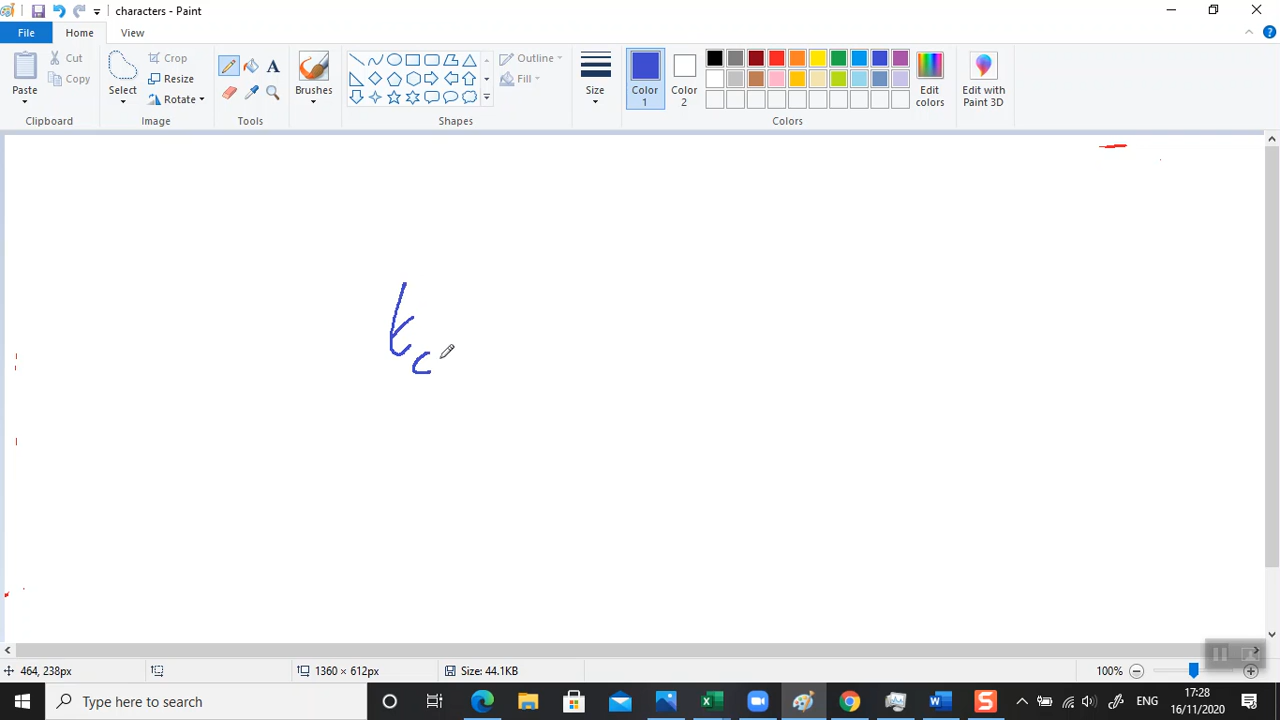 characters - Paint
File Home View
Paste Cut Copy Clipboard
Select Crop Resize Rotate Image
Tools
Brushes
Shapes Outline Fill
Size
Color 1 Color 2 Colors
Edit colors
Edit with Paint 3D
tc
464, 238px 1360 × 612px Size: 44.1KB 100%
Type here to search ENG 17:28
16/11/2020